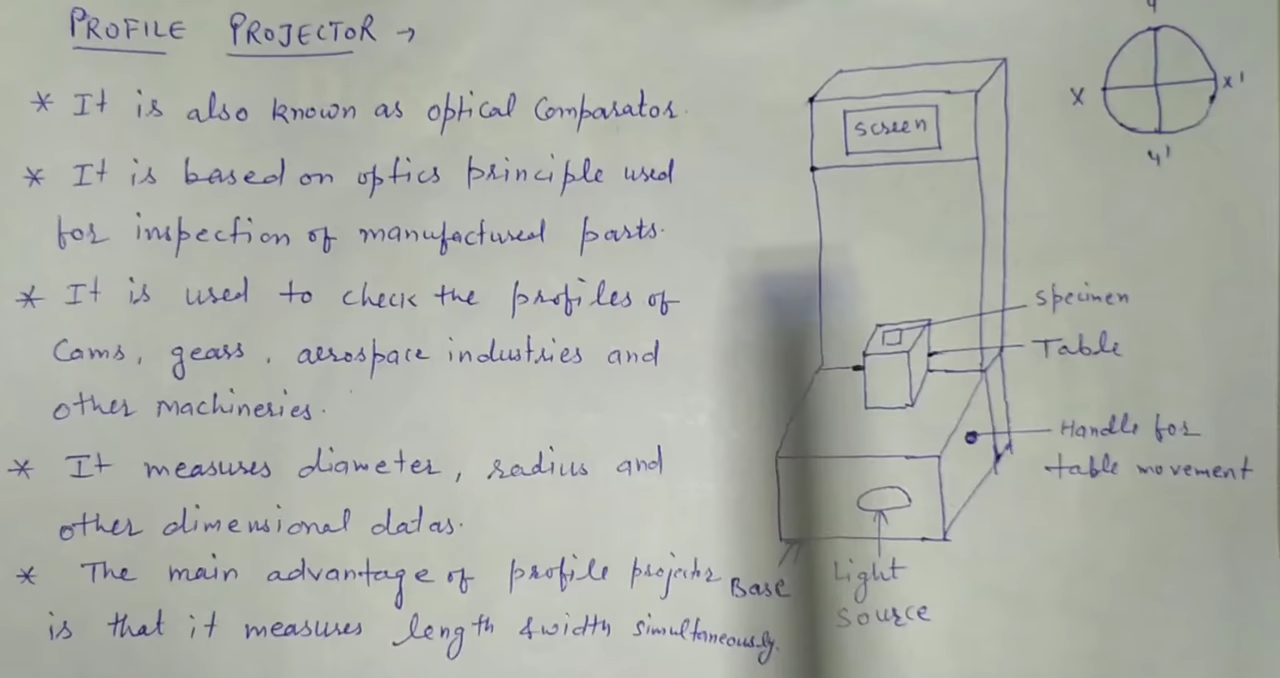 PROFILE PROJECTOR →
* It is also known as optical Comparator.
* It is based on optics principle used
for inspection of manufactured parts.
* It is used to check the profiles of
Cams, gears, aerospace industries and
other machineries.
* It measures diameter, radius and
other dimensional datas.
* The main advantage of profile projector
is that it measures length & width simultaneously.
Screen
Specimen
Table
Handle for
table movement
Base
Light
Source
y
X
x'
y'